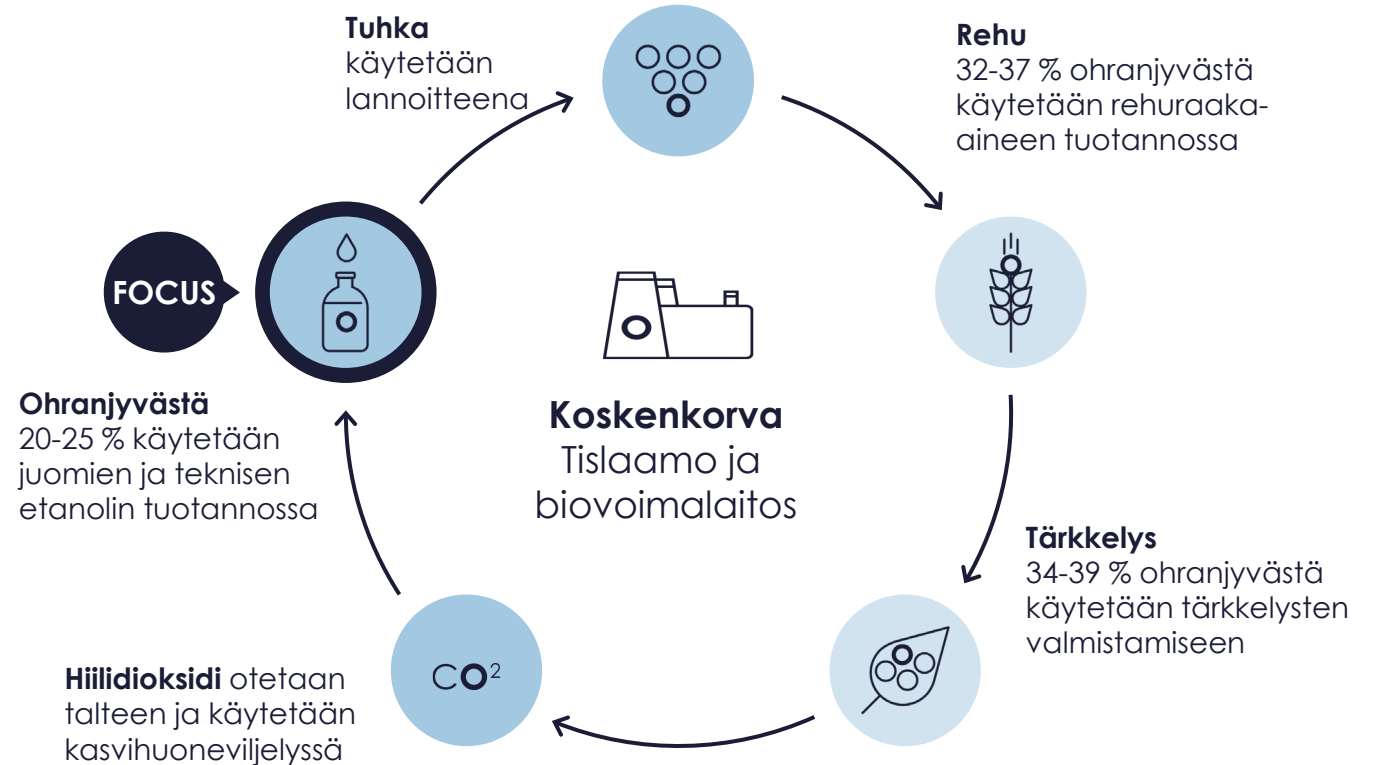 Tuhka
käytetään
lannoitteena
Rehu
32-37 % ohranjyvästä
käytetään rehuraaka-
aineen tuotannossa
FOCUS
Ohranjyvästä
20-25 % käytetään
juomien ja teknisen
etanolin tuotannossa
Koskenkorva
Tislaamo ja
biovoimalaitos
Tärkkelys
34-39 % ohranjyvästä
käytetään tärkkelysten
valmistamiseen
CO²
Hiilidioksidi otetaan
talteen ja käytetään
kasvihuoneviljelyssä